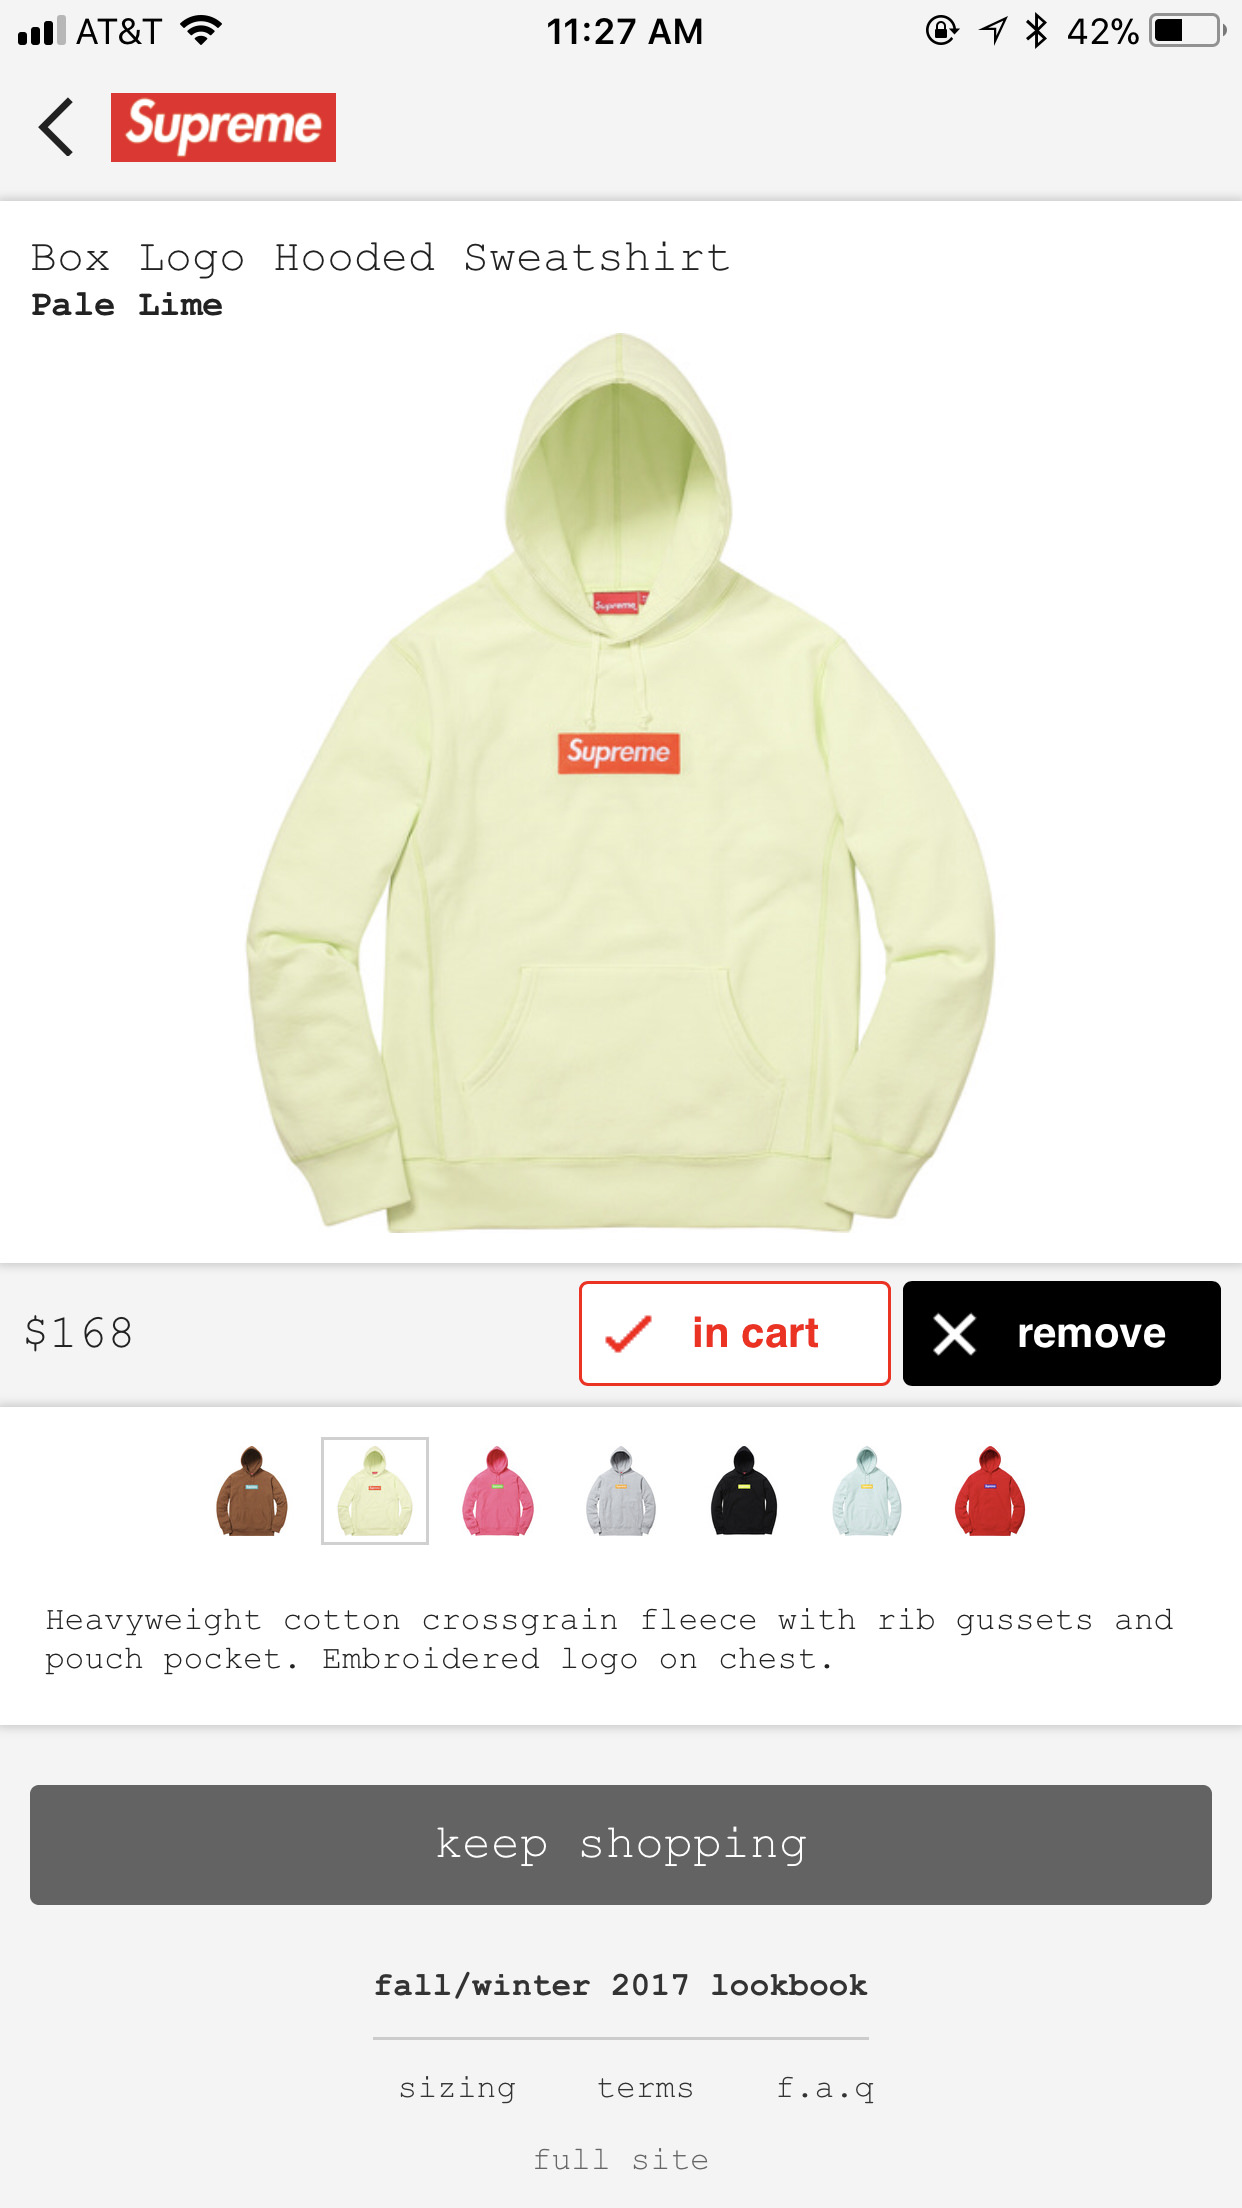 AT&T 11:27 AM 42%
Supreme
Box Logo Hooded Sweatshirt
Pale Lime
Supreme
Supreme
$168 in cart remove
Heavyweight cotton crossgrain fleece with rib gussets and
pouch pocket. Embroidered logo on chest.
keep shopping
fall/winter 2017 lookbook
sizing terms f.a.q
full site